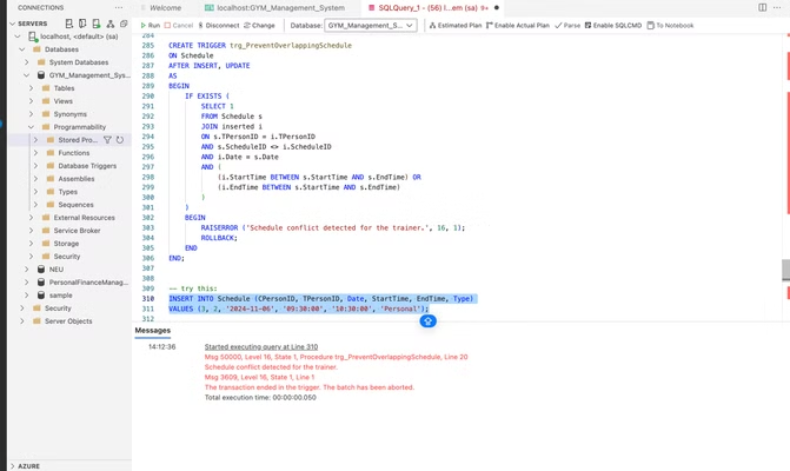 CONNECTIONS
Welcome
localhost:GYM_Management_System
SQLQuery_1 - (56) l...em (sa) 9+
SERVERS
localhost, <default> (sa)
Databases
System Databases
GYM_Management_Sys...
Tables
Views
Synonyms
Programmability
Stored Pro...
Functions
Database Triggers
Assemblies
Types
Sequences
External Resources
Service Broker
Storage
Security
NEU
PersonalFinanceManag...
sample
Security
Server Objects
AZURE
Run Cancel Disconnect Change Database: GYM_Management_S... Estimated Plan Enable Actual Plan Parse Enable SQLCMD To Notebook
284
285 CREATE TRIGGER trg_PreventOverlappingSchedule
286 ON Schedule
287 AFTER INSERT, UPDATE
288 AS
289 BEGIN
290 IF EXISTS (
291 SELECT 1
292 FROM Schedule s
293 JOIN inserted i
294 ON s.TPersonID = i.TPersonID
295 AND s.ScheduleID <> i.ScheduleID
296 AND i.Date = s.Date
297 AND (
298 (i.StartTime BETWEEN s.StartTime AND s.EndTime) OR
299 (i.EndTime BETWEEN s.StartTime AND s.EndTime)
300 )
301 )
302 BEGIN
303 RAISERROR ('Schedule conflict detected for the trainer.', 16, 1);
304 ROLLBACK;
305 END
306 END;
307
308
309 -- try this:
310 INSERT INTO Schedule (CPersonID, TPersonID, Date, StartTime, EndTime, Type)
311 VALUES (3, 2, '2024-11-06', '09:30:00', '10:30:00', 'Personal');
312
Messages
14:12:36 Started executing query at Line 310
Msg 50000, Level 16, State 1, Procedure trg_PreventOverlappingSchedule, Line 20
Schedule conflict detected for the trainer.
Msg 3609, Level 16, State 1, Line 1
The transaction ended in the trigger. The batch has been aborted.
Total execution time: 00:00:00.050